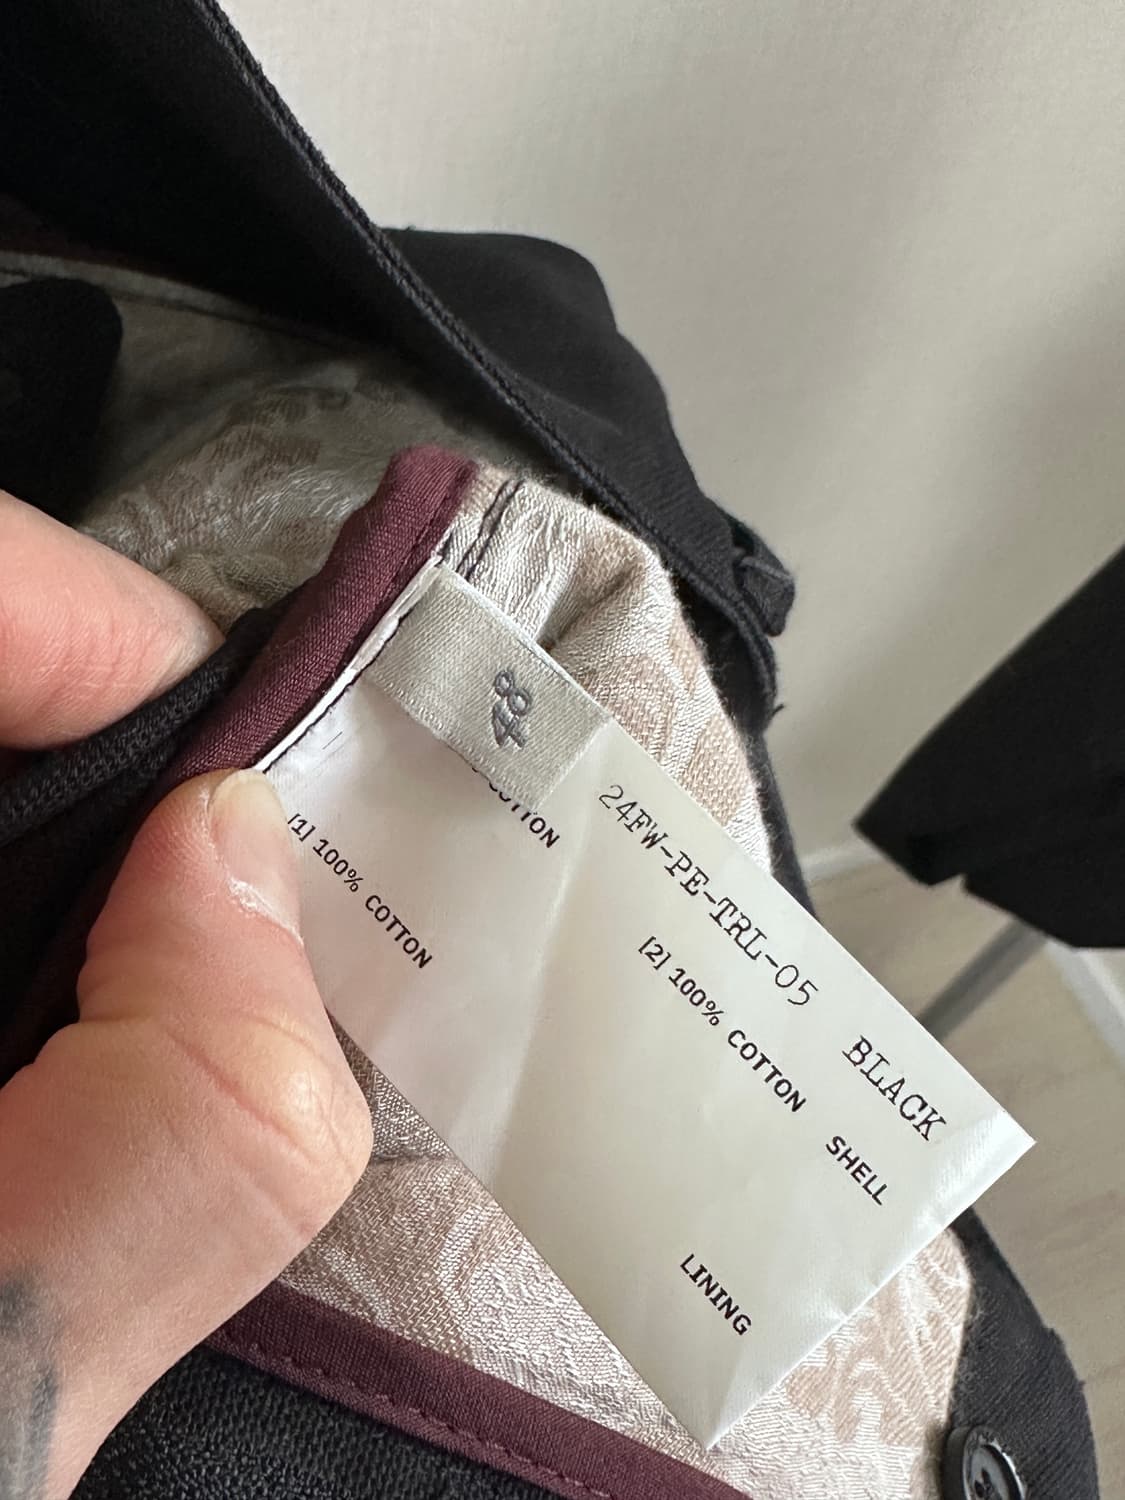 48
24FW-PE-TRL-05 BLACK
COTTON [2] 100% COTTON SHELL
[1] 100% COTTON LINING